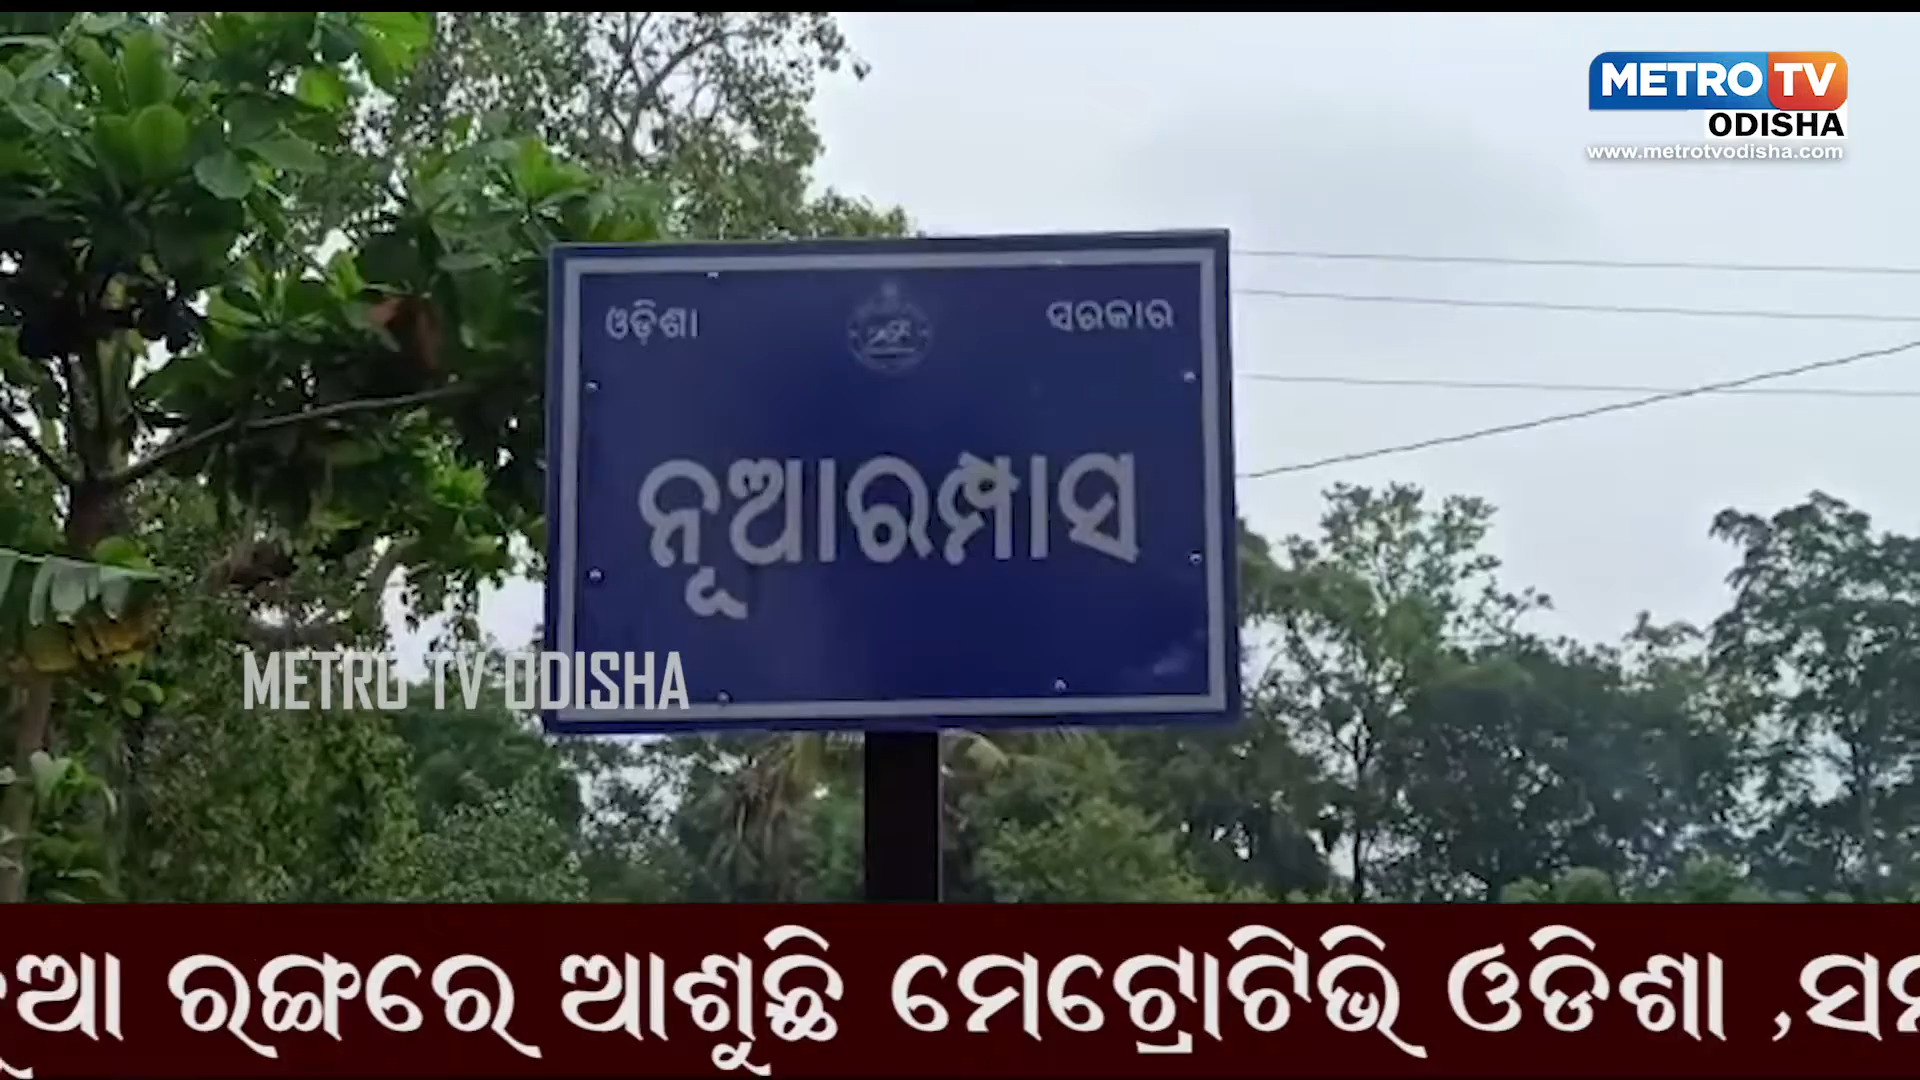 METRO TV
ODISHA
www.metrotvodisha.com
ଓଡ଼ିଶା ସରକାର
ନୂଆରମ୍ପାସ
METRO TV ODISHA
ରଙ୍ଗରେ ଆଶୁଛି ମେଟ୍ରୋଟିଭି ଓଡିଶା ,